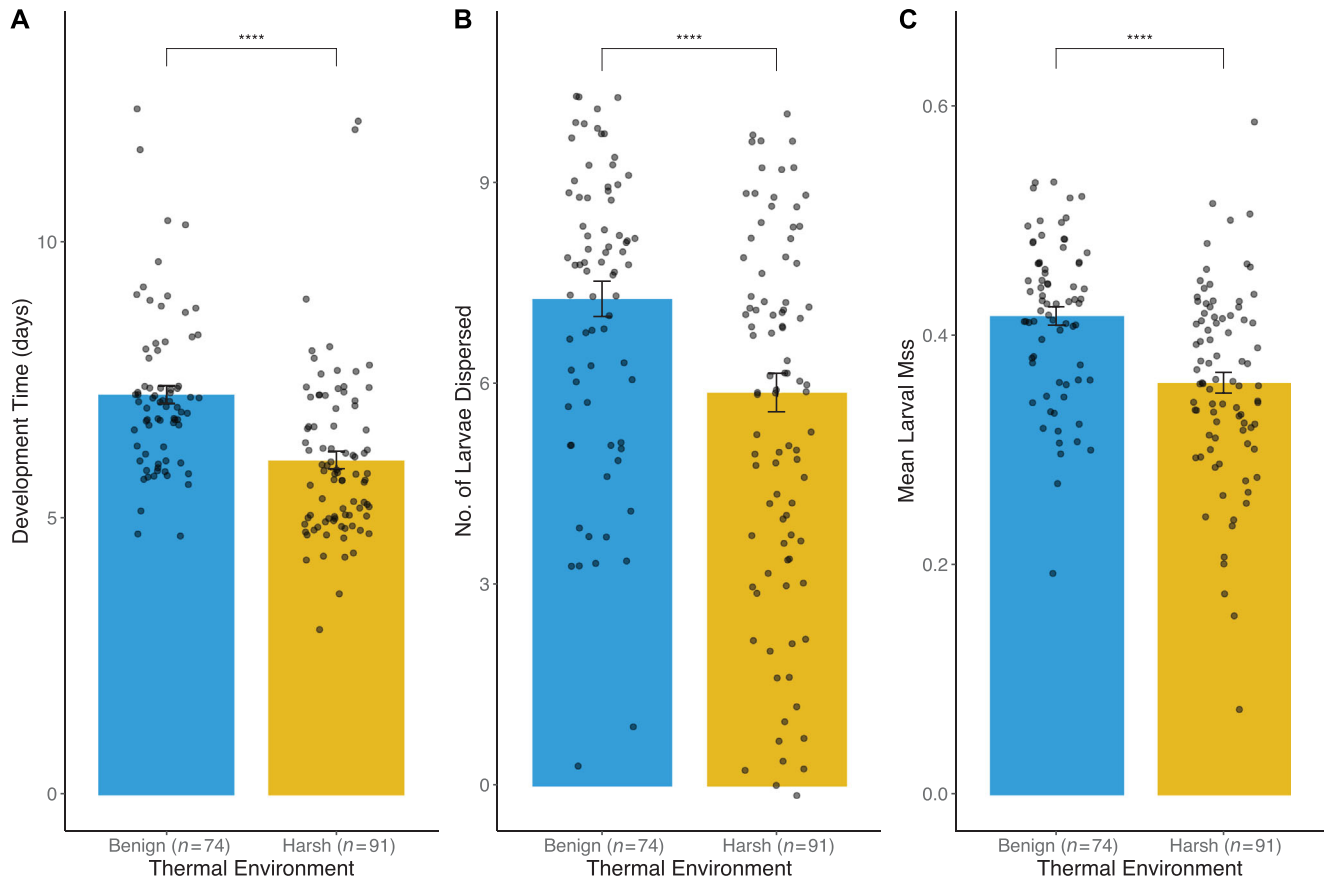 A
****
10
5
0
Development Time (days)
Benign (n=74)
Harsh (n=91)
Thermal Environment
B
****
9
6
3
0
No. of Larvae Dispersed
Benign (n=74)
Harsh (n=91)
Thermal Environment
C
****
0.6
0.4
0.2
0.0
Mean Larval Mss
Benign (n=74)
Harsh (n=91)
Thermal Environment